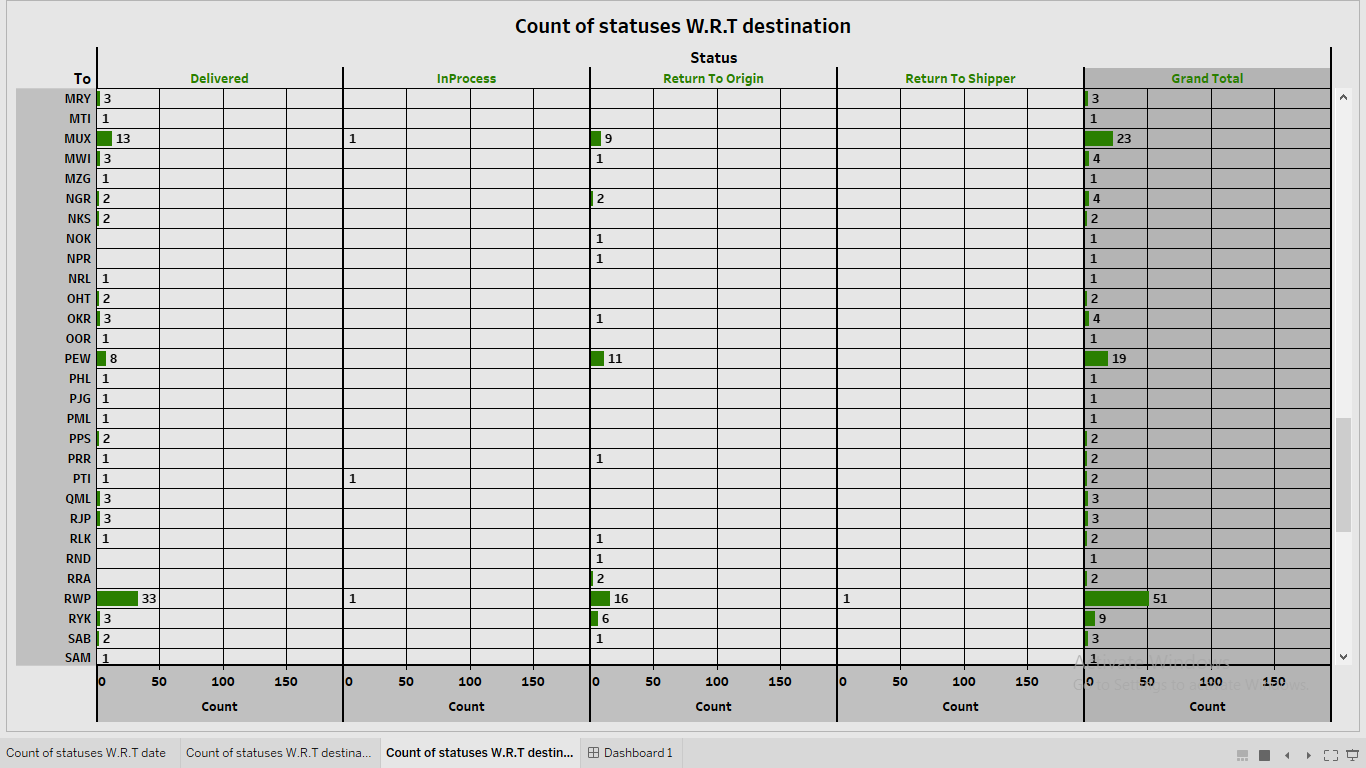 Count of statuses W.R.T destination
Status
To Delivered InProcess Return To Origin Return To Shipper Grand Total
MRY 3 3
MTI 1 1
MUX 13 1 9 23
MWI 3 1 4
MZG 1 1
NGR 2 2 4
NKS 2 2
NOK 1 1
NPR 1 1
NRL 1 1
OHT 2 2
OKR 3 1 4
OOR 1 1
PEW 8 11 19
PHL 1 1
PJG 1 1
PML 1 1
PPS 2 2
PRR 1 1 2
PTI 1 1 2
QML 3 3
RJP 3 3
RLK 1 1 2
RND 1 1
RRA 2 2
RWP 33 1 16 1 51
RYK 3 6 9
SAB 2 1 3
SAM 1 1
Activate Windows
0 50 100 150 0 50 100 150 0 50 100 150 0 50 100 150 0 50 100 150
Go to Settings to activate Windows.
Count Count Count Count Count
Count of statuses W.R.T date Count of statuses W.R.T destina... Count of statuses W.R.T destin... Dashboard 1